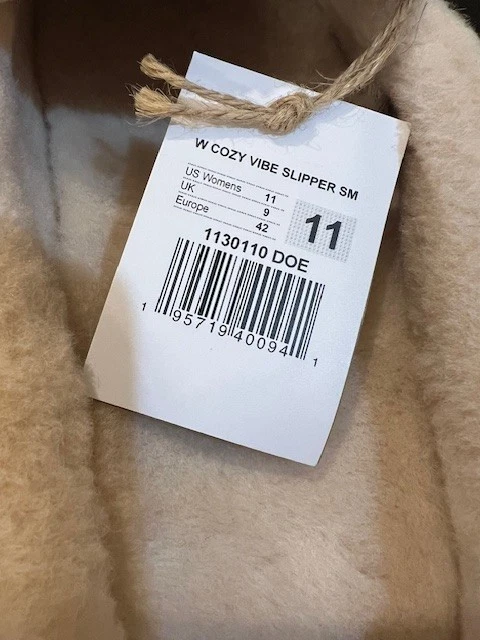 W COZY VIBE SLIPPER SM
US Womens 11
UK 9
Europe 42
11
1130110 DOE
1 95719 40094 1